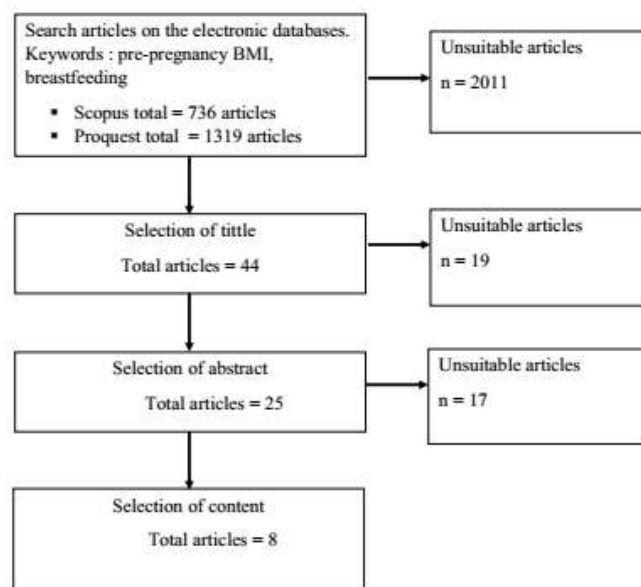 Search articles on the electronic databases.
Keywords : pre-pregnancy BMI,
breastfeeding
▪ Scopus total = 736 articles
▪ Proquest total = 1319 articles
Unsuitable articles
n = 2011
Selection of tittle
Total articles = 44
Unsuitable articles
n = 19
Selection of abstract
Total articles = 25
Unsuitable articles
n = 17
Selection of content
Total articles = 8